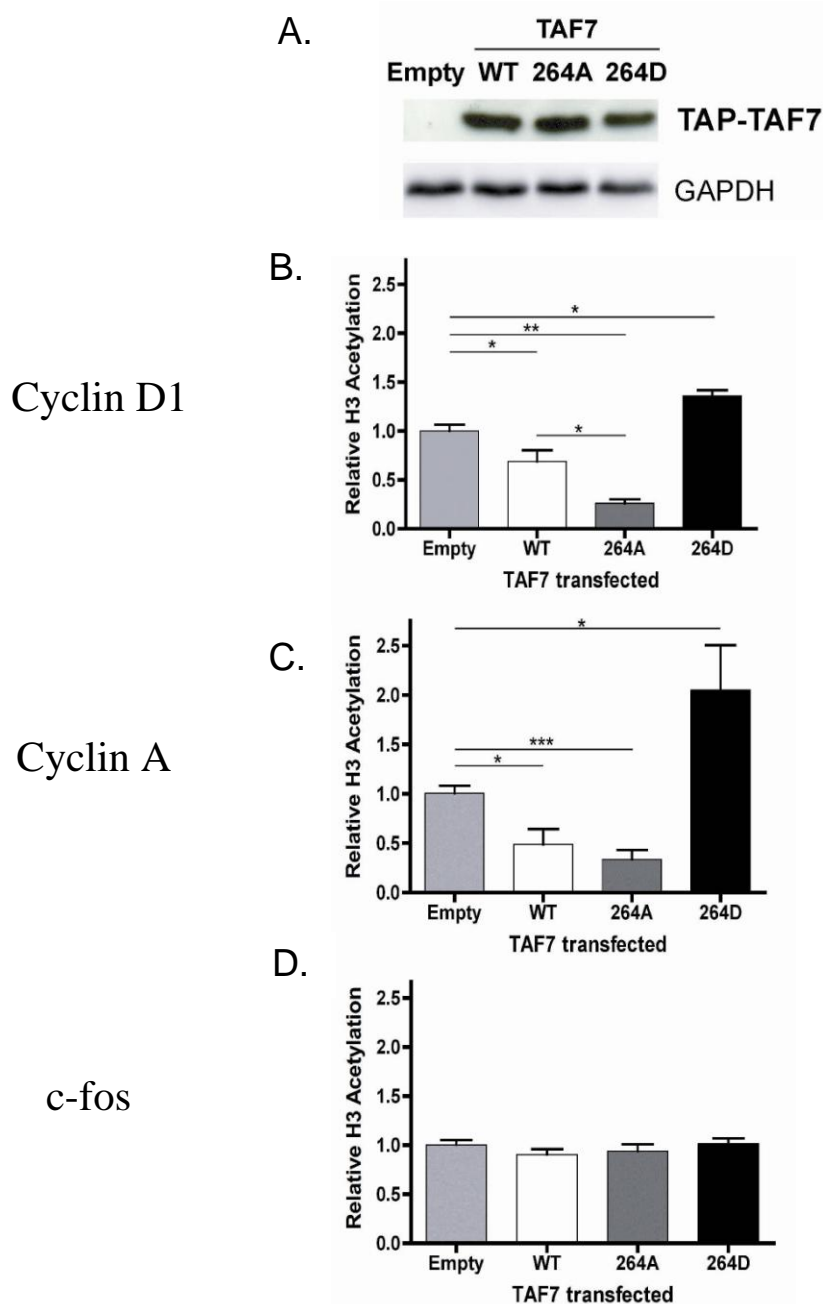 A.
TAF7
Empty WT 264A 264D
TAP-TAF7
GAPDH
B.
Cyclin D1
Relative H3 Acetylation
2.5
2.0
1.5
1.0
0.5
0.0
*
**
*
*
Empty WT 264A 264D
TAF7 transfected
C.
Cyclin A
Relative H3 Acetylation
2.5
2.0
1.5
1.0
0.5
0.0
*
***
*
Empty WT 264A 264D
TAF7 transfected
D.
c-fos
Relative H3 Acetylation
2.5
2.0
1.5
1.0
0.5
0.0
Empty WT 264A 264D
TAF7 transfected